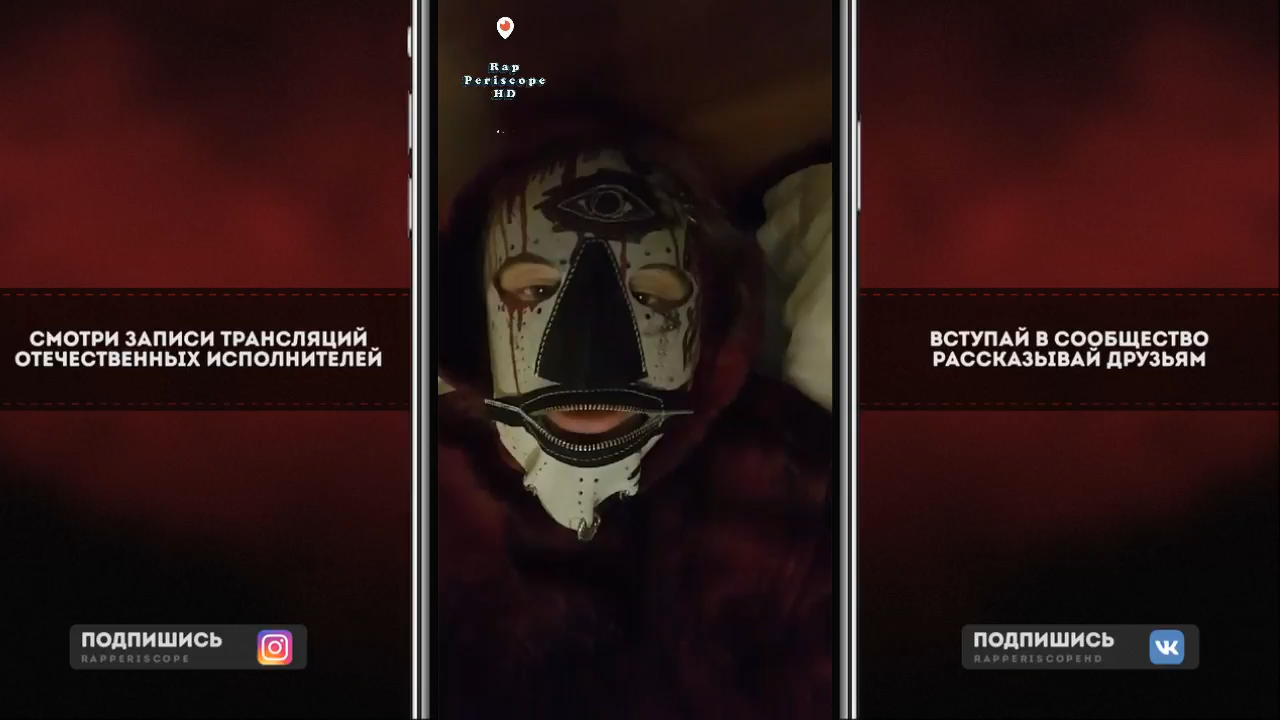 Rap
Periscope
HD
СМОТРИ ЗАПИСИ ТРАНСЛЯЦИЙ
ОТЕЧЕСТВЕННЫХ ИСПОЛНИТЕЛЕЙ
ВСТУПАЙ В СООБЩЕСТВО
РАССКАЗЫВАЙ ДРУЗЬЯМ
ПОДПИШИСЬ
RAPPERISCOPE
ПОДПИШИСЬ
RAPPERISCOPEHD